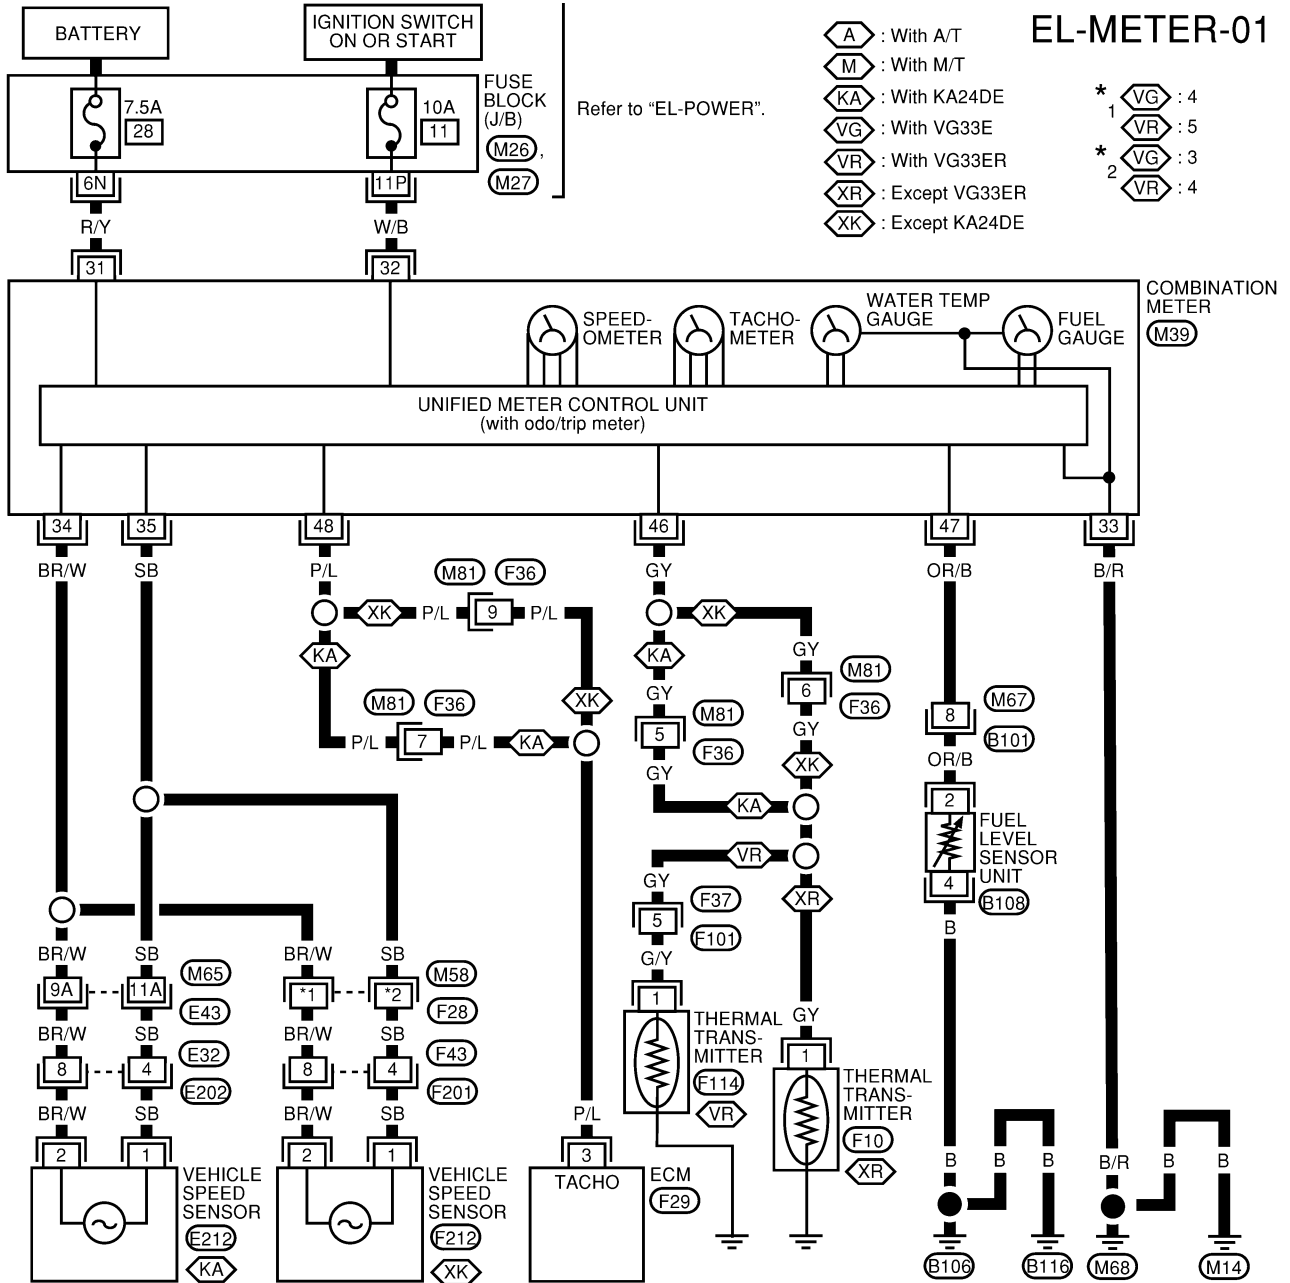 BATTERY
IGNITION SWITCH
ON OR START
7.5A
28
10A
11
FUSE
BLOCK
(J/B)
M26 ,
M27
Refer to “EL-POWER”.
A : With A/T
M : With M/T
KA : With KA24DE
VG : With VG33E
VR : With VG33ER
XR : Except VG33ER
XK : Except KA24DE
EL-METER-01
*1 VG : 4
VR : 5
*2 VG : 3
VR : 4
6N
11P
R/Y
W/B
31
32
COMBINATION
METER
M39
SPEED-
OMETER
TACHO-
METER
WATER TEMP
GAUGE
FUEL
GAUGE
UNIFIED METER CONTROL UNIT
(with odo/trip meter)
34
35
48
46
47
33
BR/W
SB
P/L
GY
OR/B
B/R
M81
F36
XK
P/L
9
P/L
XK
KA
KA
GY
M81
F36
P/L
7
P/L
KA
XK
GY
5
M81
F36
GY
6
M81
F36
GY
XK
KA
8
M67
B101
OR/B
2
FUEL
LEVEL
SENSOR
UNIT
4
B108
B
VR
XR
GY
5
F37
F101
G/Y
1
THERMAL
TRANS-
MITTER
F114
VR
GY
1
THERMAL
TRANS-
MITTER
F10
XR
BR/W
SB
BR/W
SB
9A
11A
M65
E43
*1
*2
M58
F28
BR/W
SB
BR/W
SB
8
4
E32
E202
8
4
F43
F201
BR/W
SB
BR/W
SB
P/L
2
1
2
1
3
VEHICLE
SPEED
SENSOR
E212
KA
VEHICLE
SPEED
SENSOR
F212
XK
TACHO
ECM
F29
B
B
B
B/R
B
B
B106
B116
M68
M14